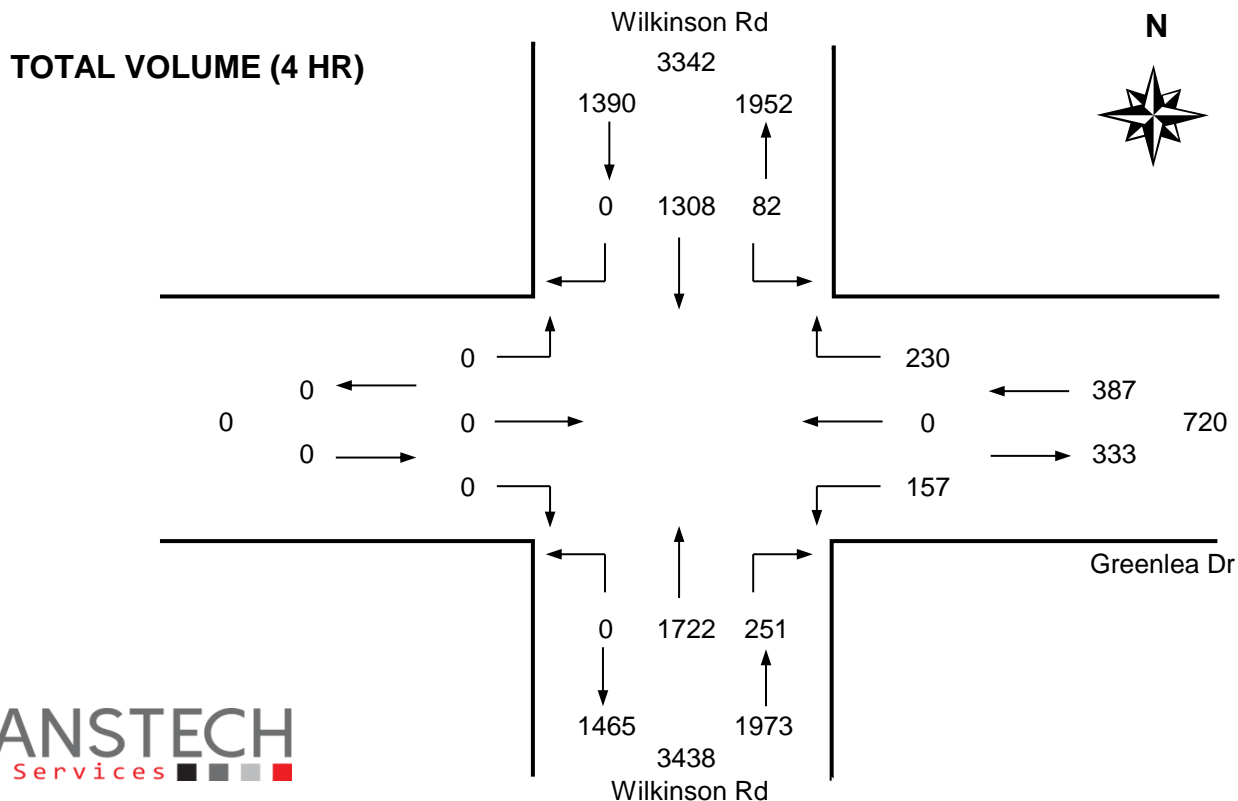 Wilkinson Rd
N
TOTAL VOLUME (4 HR)
3342
1390 1952
0 1308 82
0 230
0 387
0 0 0 720
0 333
0 157
Greenlea Dr
0 1722 251
1465 1973
3438
Wilkinson Rd
ANSTECH
Services